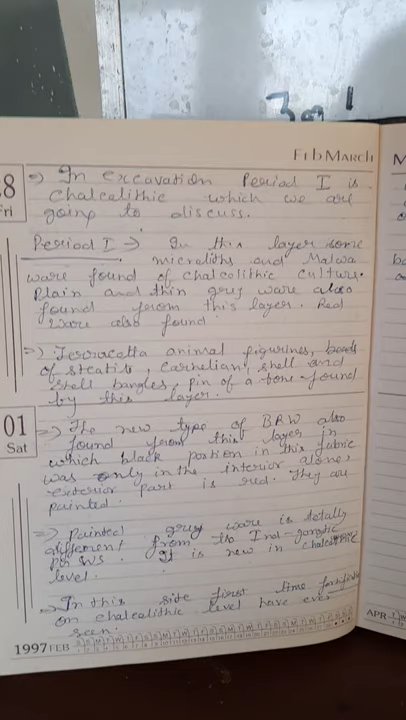 Feb March
28
Fri
=) In excavation Period I is
Chalcolithic which we are
going to discuss.
Period I => In this layer some
microliths and Malwa
ware found of chalcolithic culture.
Plain and thin grey ware also
found from this layer. Red
ware also found.
=) Terracotta animal figurines, beads
of steatite, carnelian, shell and
shell bangles, pin of a bone found
by this layer.
01
Sat
=) The new type of BRW also
found from this layer in
which black postion in this fabric
was only in the interior alone,
exterior part is red. They are
painted.
=) Painted grey ware is totally
different from the Ind-gangetic
PGWS. It is new in chalcolithic
level.
=) In this site first time
on chalcolithic level have ever
seen.
1997 FEB
APR